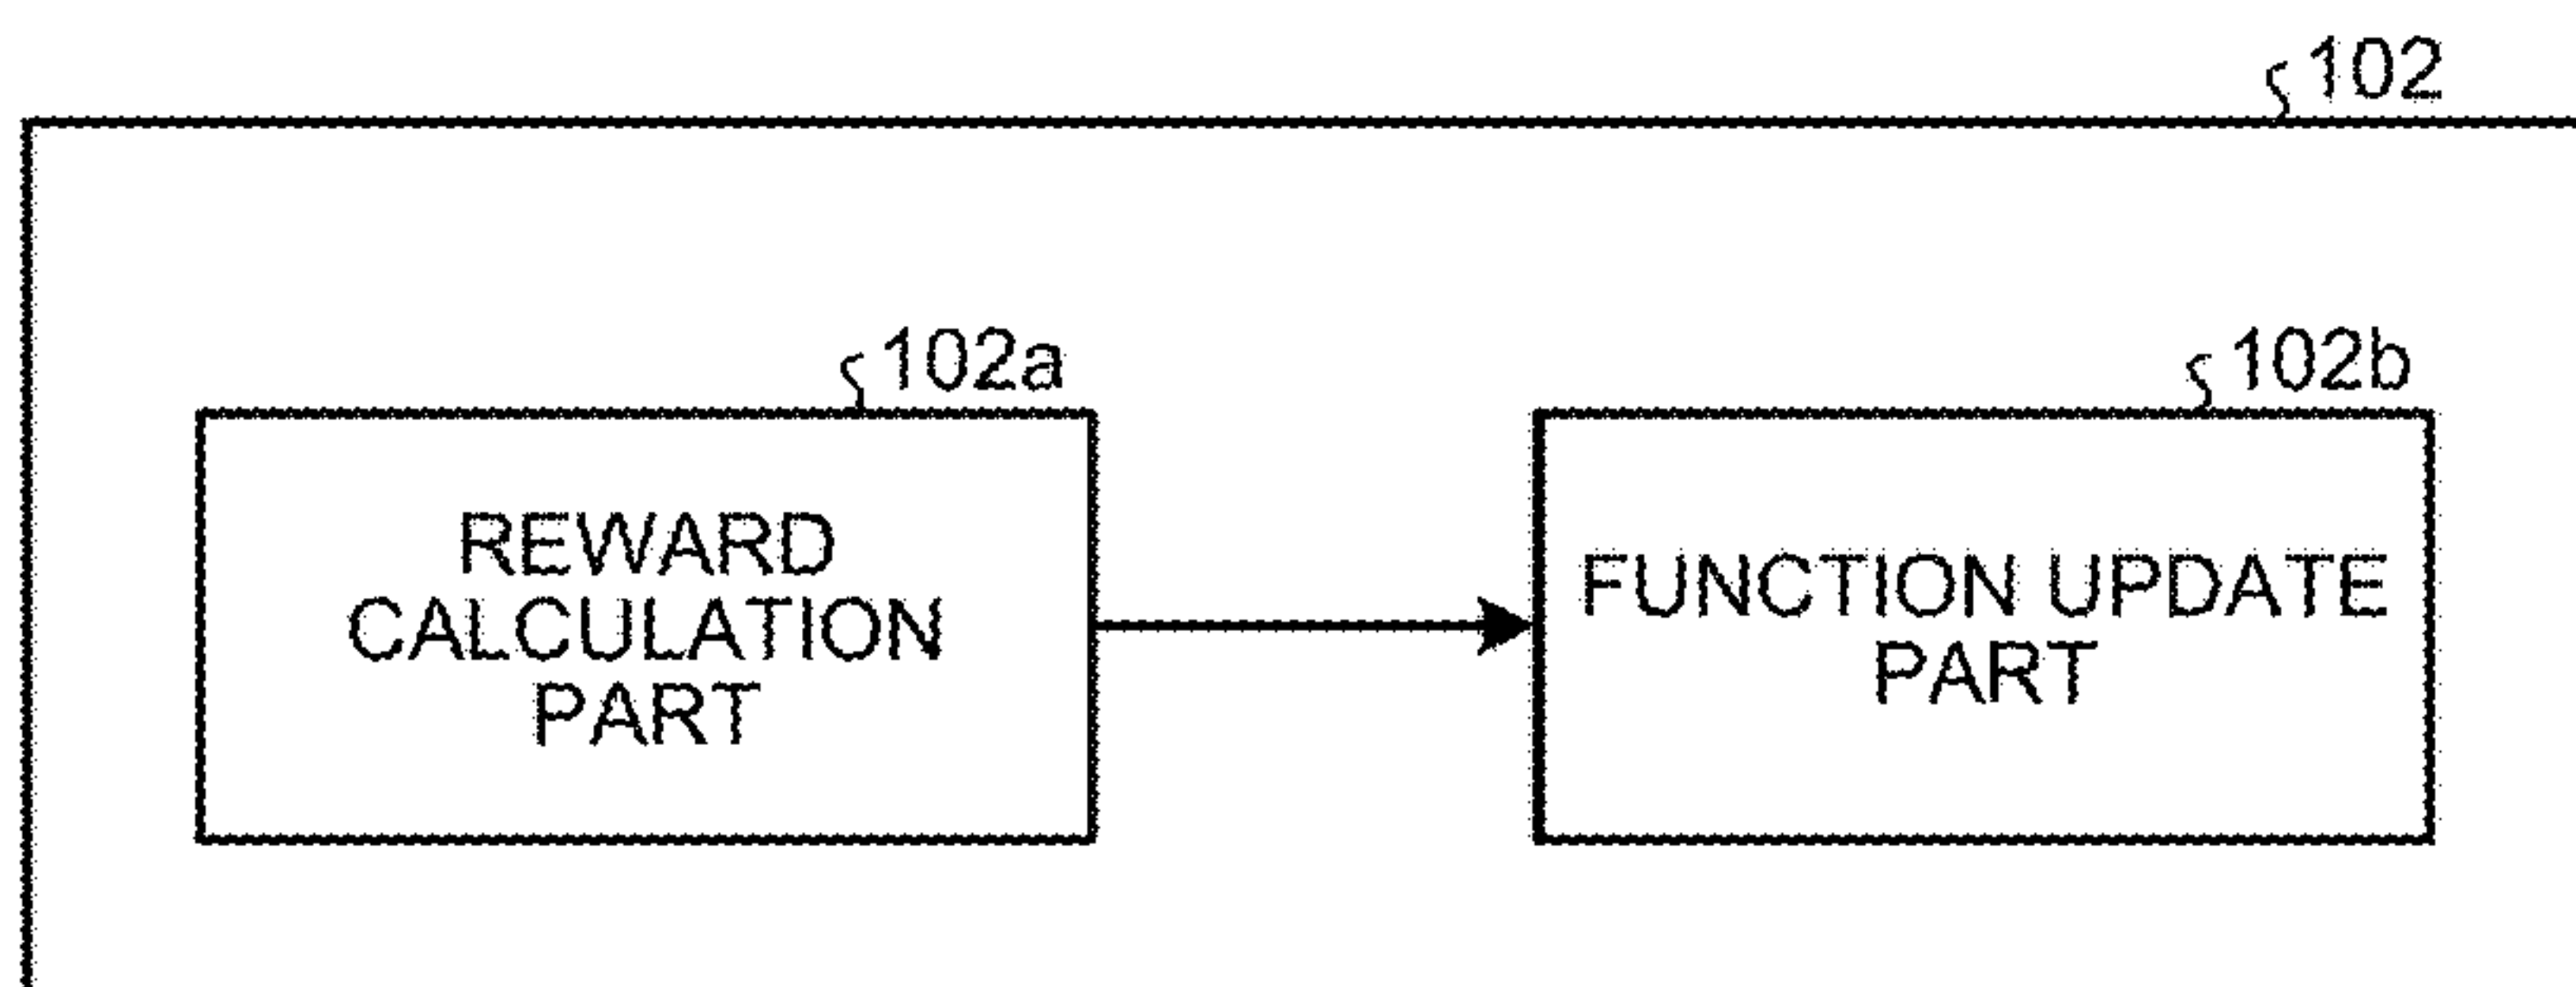 102
102a
REWARD
CALCULATION
PART
102b
FUNCTION UPDATE
PART